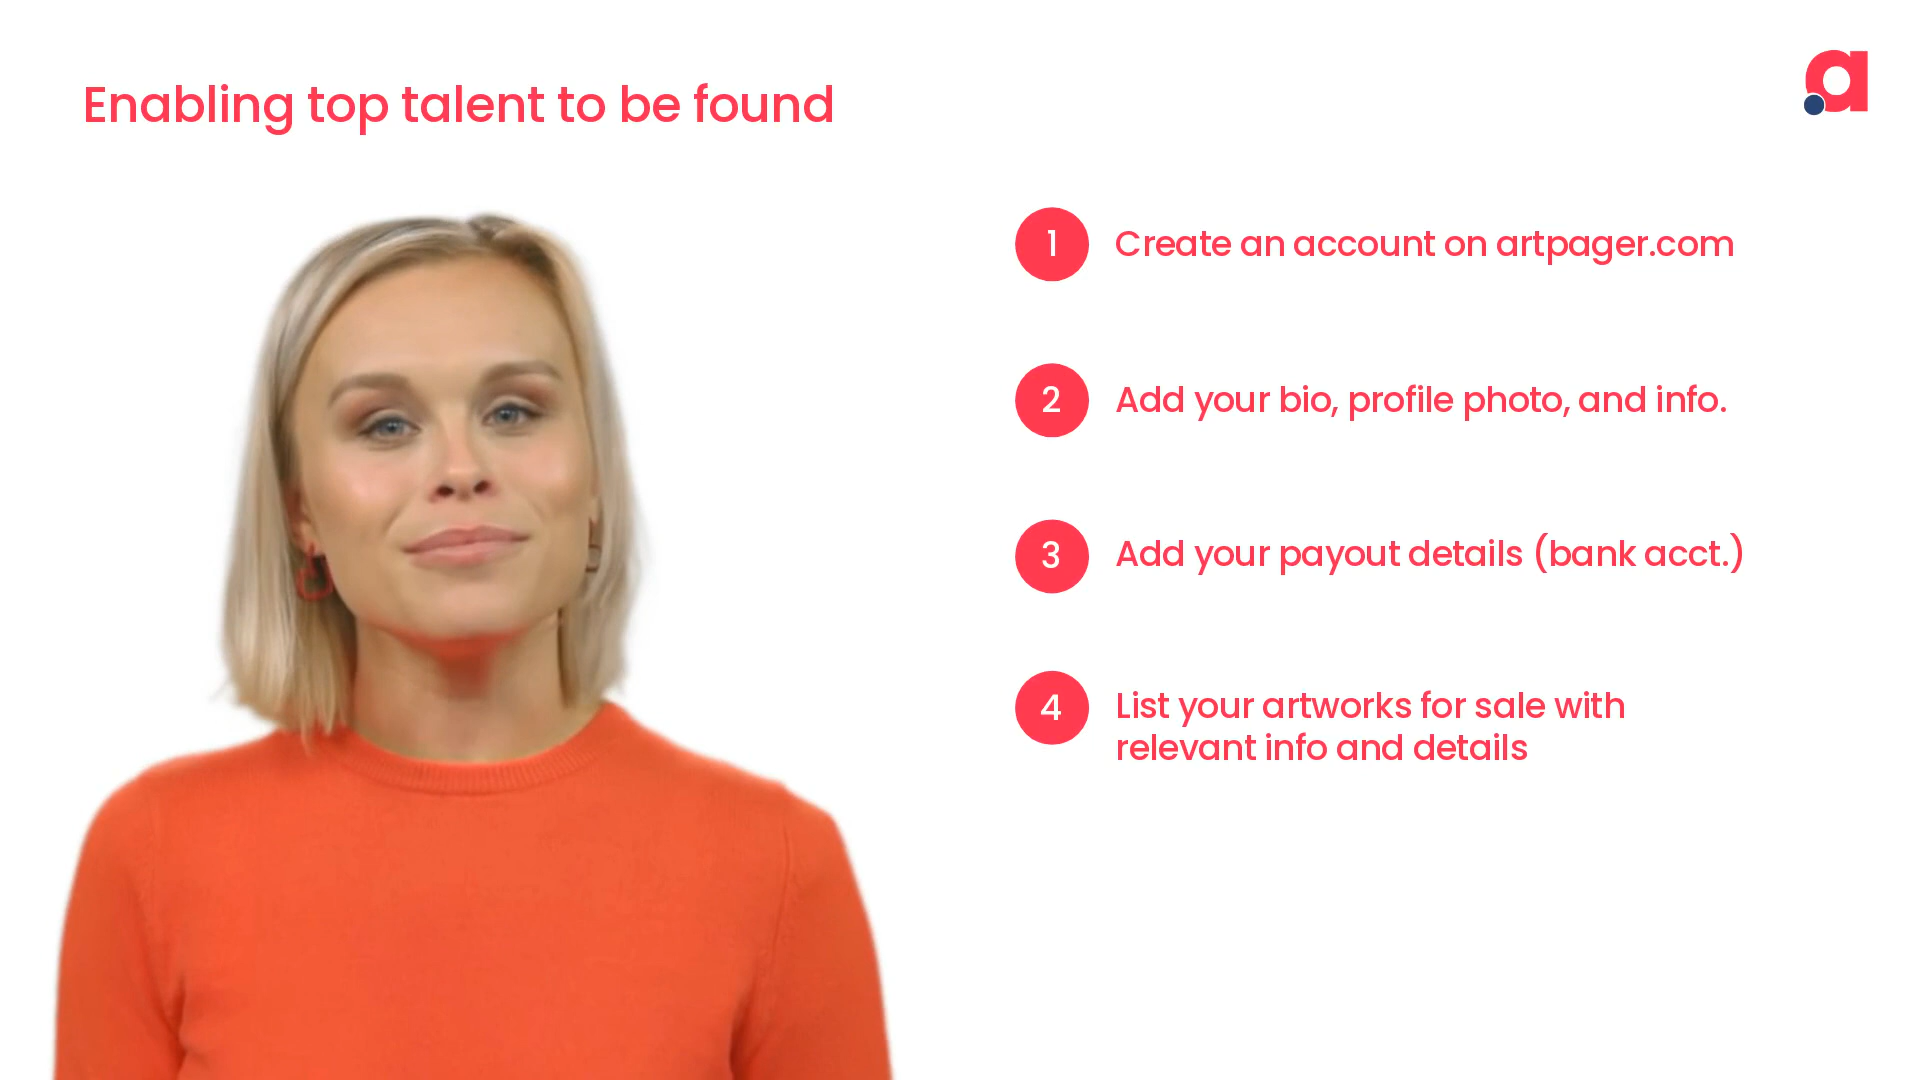 Enabling top talent to be found
a
1 Create an account on artpager.com
2 Add your bio, profile photo, and info.
3 Add your payout details (bank acct.)
4 List your artworks for sale with
relevant info and details